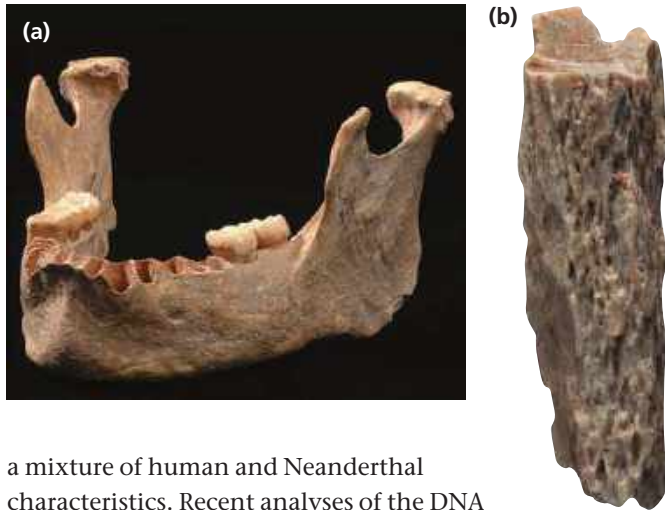 (a)
(b)
a mixture of human and Neanderthal
characteristics. Recent analyses of the DNA